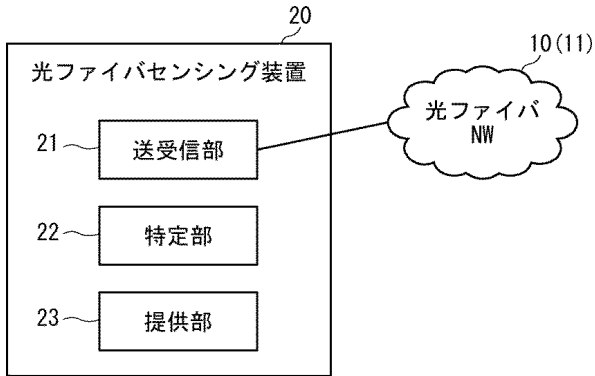 20
光ファイバセンシング装置
10(11)
光ファイバ
NW
21
送受信部
22
特定部
23
提供部